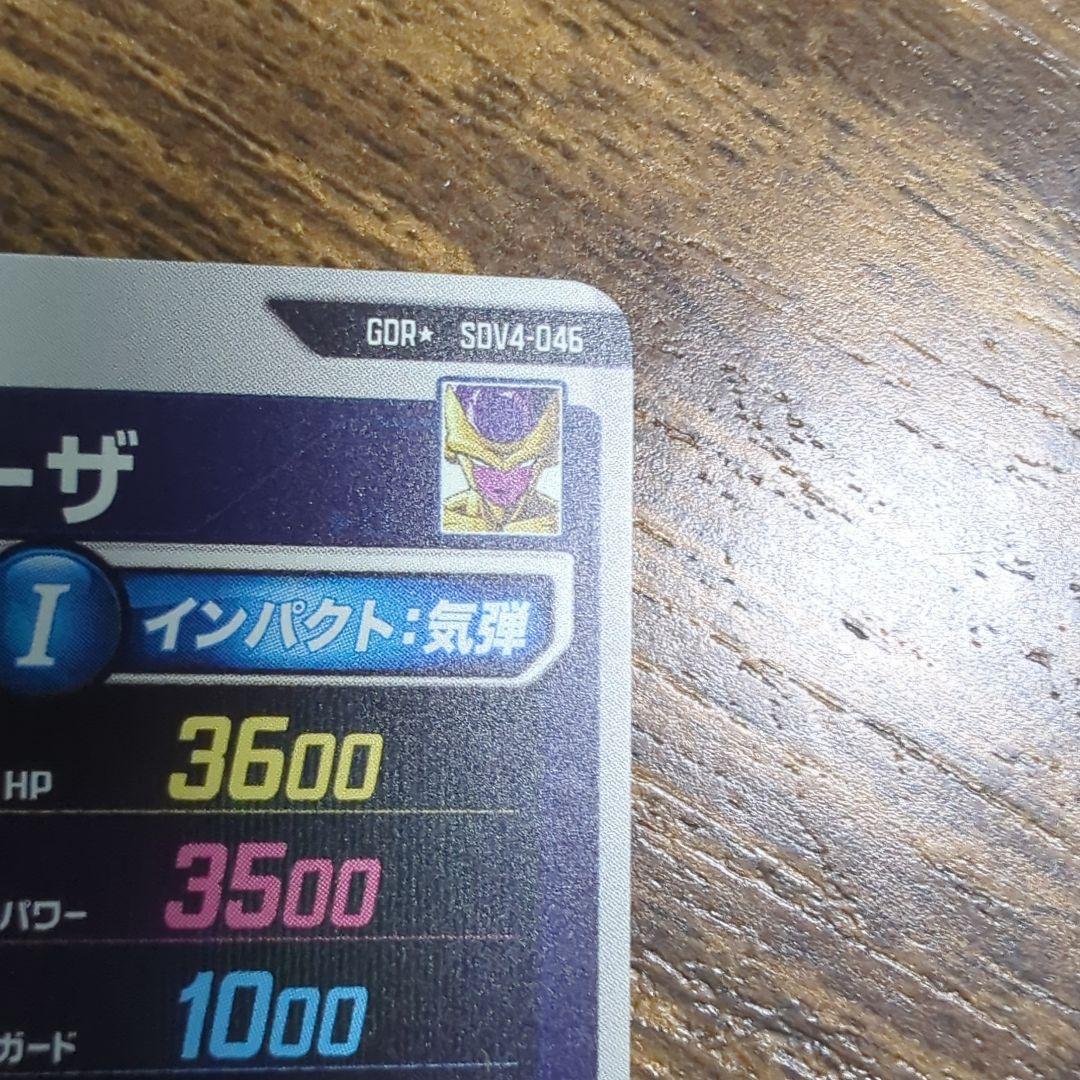 GDR★ SDV4-046
ーザ
I インパクト:気弾
HP 3600
パワー 3500
ガード 1000